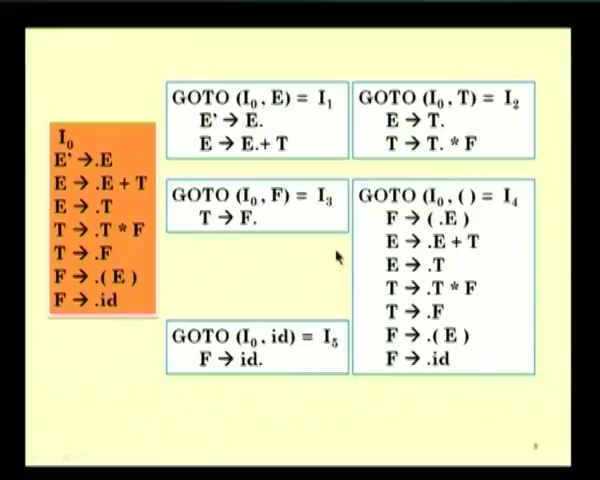 I₀
E' → .E
E → .E + T
E → .T
T → .T * F
T → .F
F → .( E )
F → .id
GOTO (I₀ , E) = I₁
E' → E.
E → E.+ T
GOTO (I₀ , T) = I₂
E → T.
T → T. * F
GOTO (I₀ , F) = I₃
T → F.
GOTO (I₀ , ( ) = I₄
F → ( .E )
E → .E + T
E → .T
T → .T * F
T → .F
F → .( E )
F → .id
GOTO (I₀ , id) = I₅
F → id.